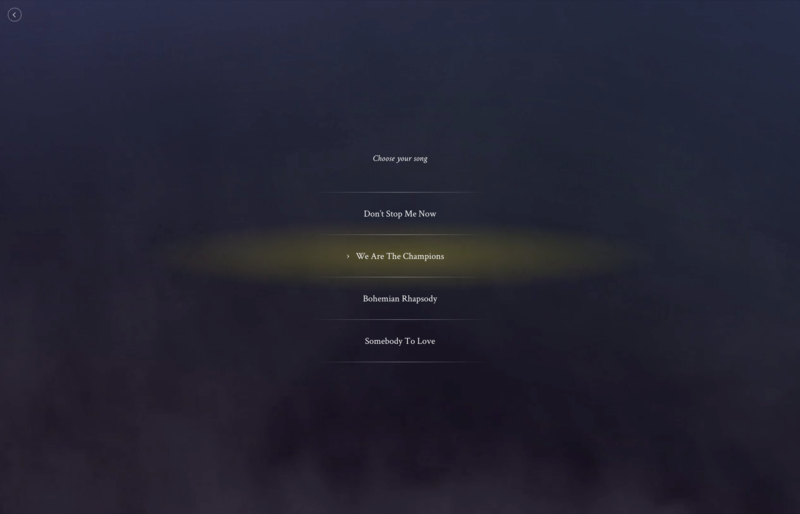 Choose your song
Don't Stop Me Now
We Are The Champions
Bohemian Rhapsody
Somebody To Love